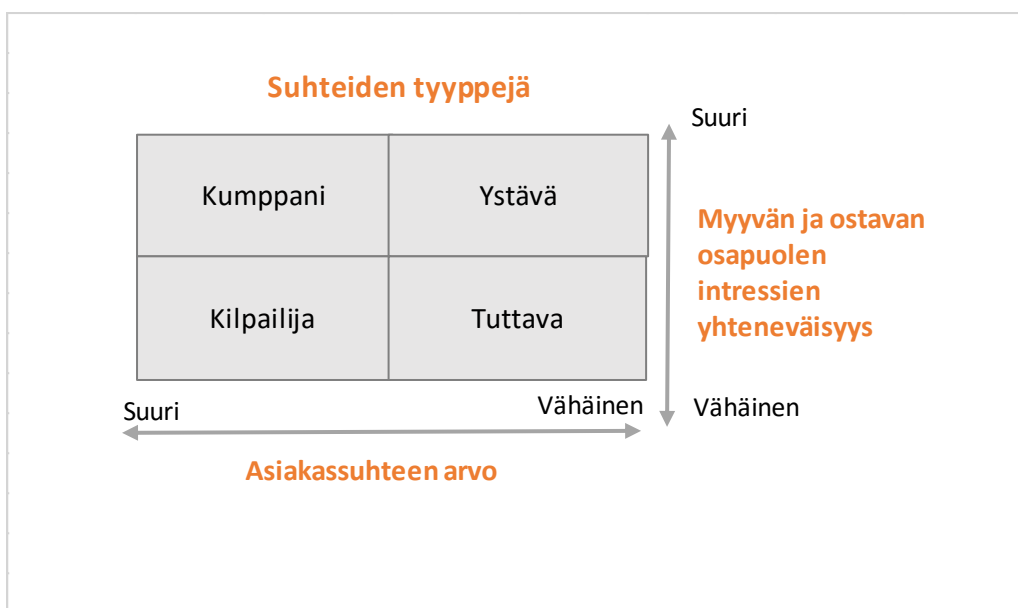 Suhteiden tyyppejä
Suuri
Kumppani
Ystävä
Myyvän ja ostavan
osapuolen
intressien
yhteneväisyys
Kilpailija
Tuttava
Suuri
Vähäinen
Vähäinen
Asiakassuhteen arvo